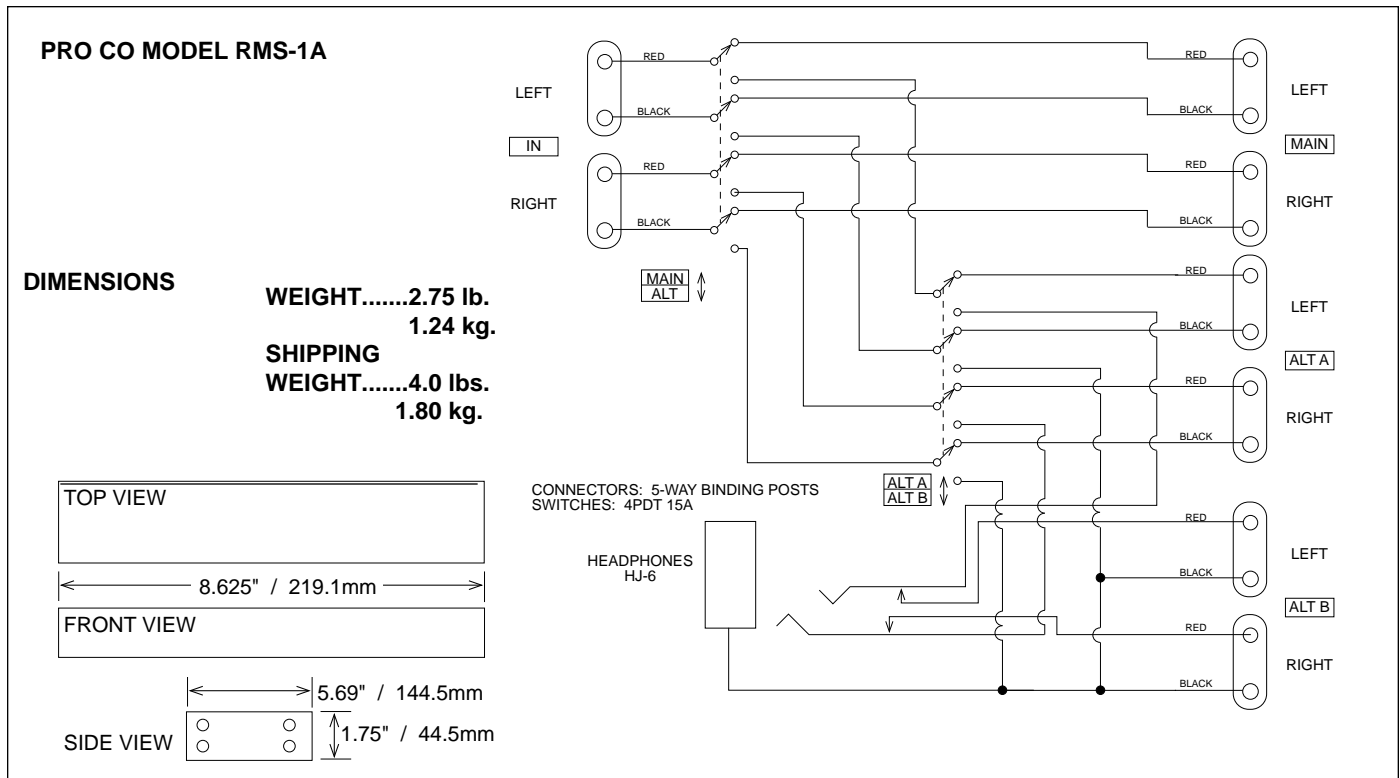 PRO CO MODEL RMS-1A
RED
LEFT
BLACK
IN
RED
RIGHT
BLACK
MAIN
ALT
RED
LEFT
BLACK
MAIN
RED
RIGHT
BLACK
RED
LEFT
BLACK
ALT A
RED
RIGHT
BLACK
ALT A
ALT B
RED
LEFT
BLACK
ALT B
RED
RIGHT
BLACK
DIMENSIONS
WEIGHT.......2.75 lb.
1.24 kg.
SHIPPING
WEIGHT.......4.0 lbs.
1.80 kg.
CONNECTORS: 5-WAY BINDING POSTS
SWITCHES: 4PDT 15A
HEADPHONES
HJ-6
TOP VIEW
8.625" / 219.1mm
FRONT VIEW
5.69" / 144.5mm
1.75" / 44.5mm
SIDE VIEW